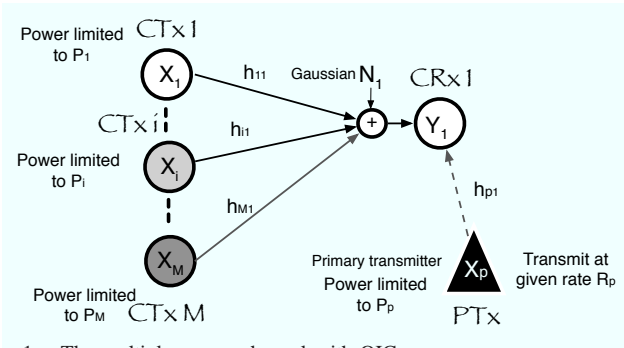 Power limited
to P1
CTx 1
X1
h11
Gaussian N1
CRx 1
CTx i
+
Y1
Power limited
to Pi
Xi
hi1
hM1
hp1
XM
Primary transmitter
Power limited
to Pp
Xp
Transmit at
given rate Rp
Power limited
to PM
CTx M
PTx